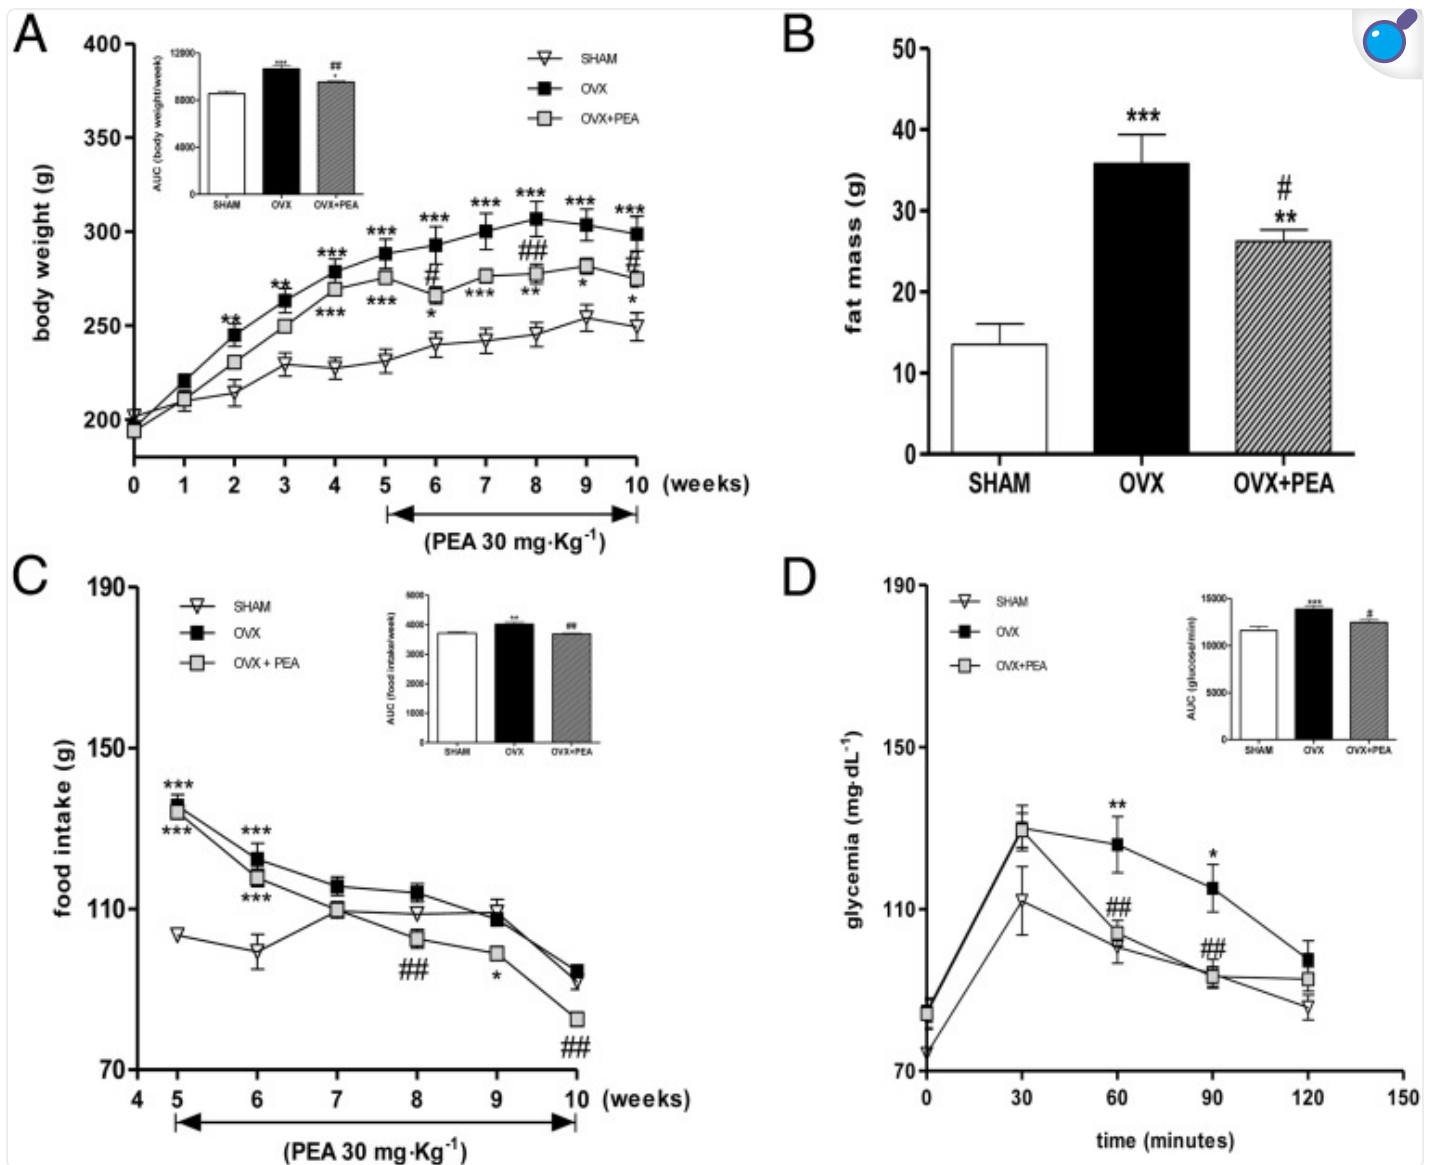 A
400
350
300
250
200
body weight (g)
12000
8000
4000
0
AUC (body weight/week)
***
##
*
SHAM OVX OVX+PEA
SHAM
OVX
OVX+PEA
** ** *** *** *** *** *** *** ***
# ## #
*** *** * *** ** * *
0 1 2 3 4 5 6 7 8 9 10 (weeks)
(PEA 30 mg·Kg-1)
B
50
40
30
20
10
0
fat mass (g)
***
#
**
SHAM OVX OVX+PEA
C
190
150
110
70
food intake (g)
SHAM
OVX
OVX + PEA
5000
4000
3000
2000
1000
0
AUC (food intake/week)
** ##
SHAM OVX OVX+PEA
***
***
***
***
## * ##
4 5 6 7 8 9 10 (weeks)
(PEA 30 mg·Kg-1)
D
190
150
110
70
glycemia (mg·dL-1)
SHAM
OVX
OVX+PEA
15000
10000
5000
0
AUC (glucose/min)
*** #
SHAM OVX OVX+PEA
** *
## ##
0 30 60 90 120 150
time (minutes)